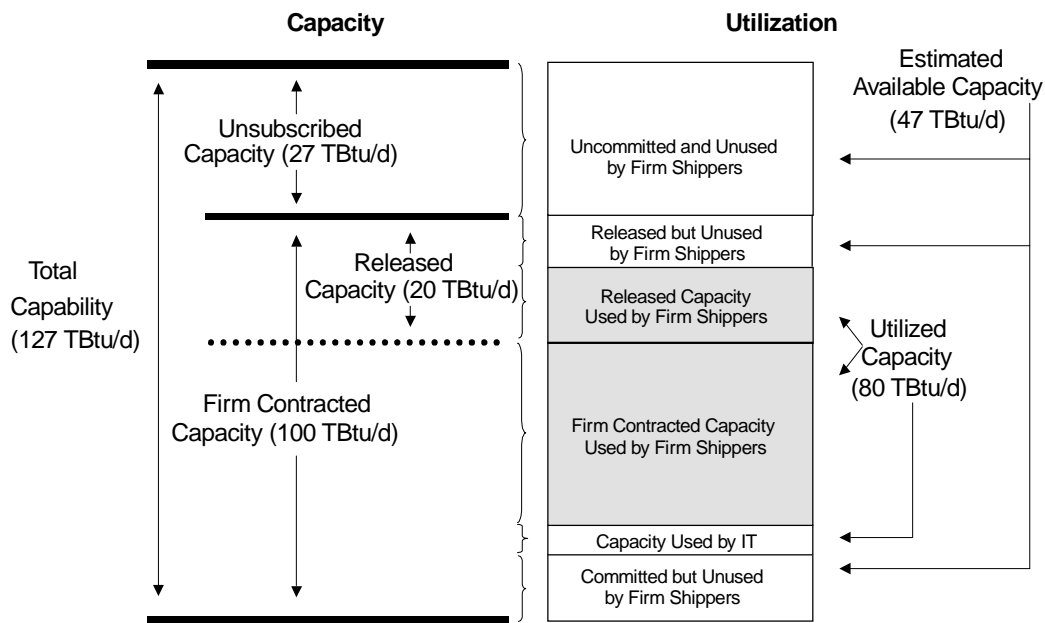 Capacity
Utilization
Estimated
Available Capacity
(47 TBtu/d)
Unsubscribed
Capacity (27 TBtu/d)
Uncommitted and Unused
by Firm Shippers
Released but Unused
by Firm Shippers
Released
Capacity (20 TBtu/d)
Total
Capability
(127 TBtu/d)
Released Capacity
Used by Firm Shippers
Utilized
Capacity
(80 TBtu/d)
Firm Contracted
Capacity (100 TBtu/d)
Firm Contracted Capacity
Used by Firm Shippers
Capacity Used by IT
Committed but Unused
by Firm Shippers